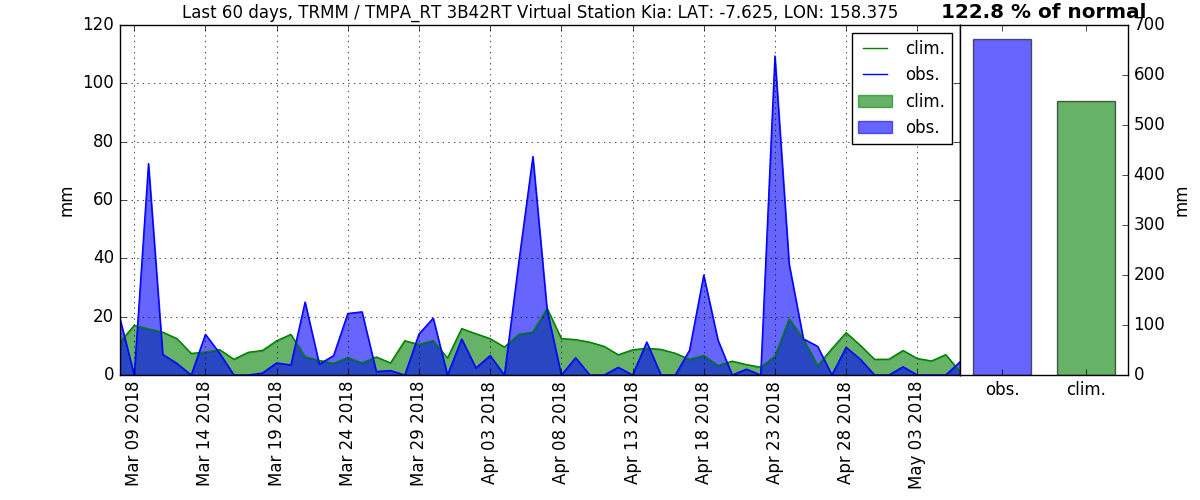 Last 60 days, TRMM / TMPA_RT 3B42RT Virtual Station Kia: LAT: -7.625, LON: 158.375
122.8 % of normal
120
100
80
60
40
20
0
mm
clim.
obs.
clim.
obs.
Mar 09 2018
Mar 14 2018
Mar 19 2018
Mar 24 2018
Mar 29 2018
Apr 03 2018
Apr 08 2018
Apr 13 2018
Apr 18 2018
Apr 23 2018
Apr 28 2018
May 03 2018
700
600
500
400
300
200
100
0
mm
obs.
clim.